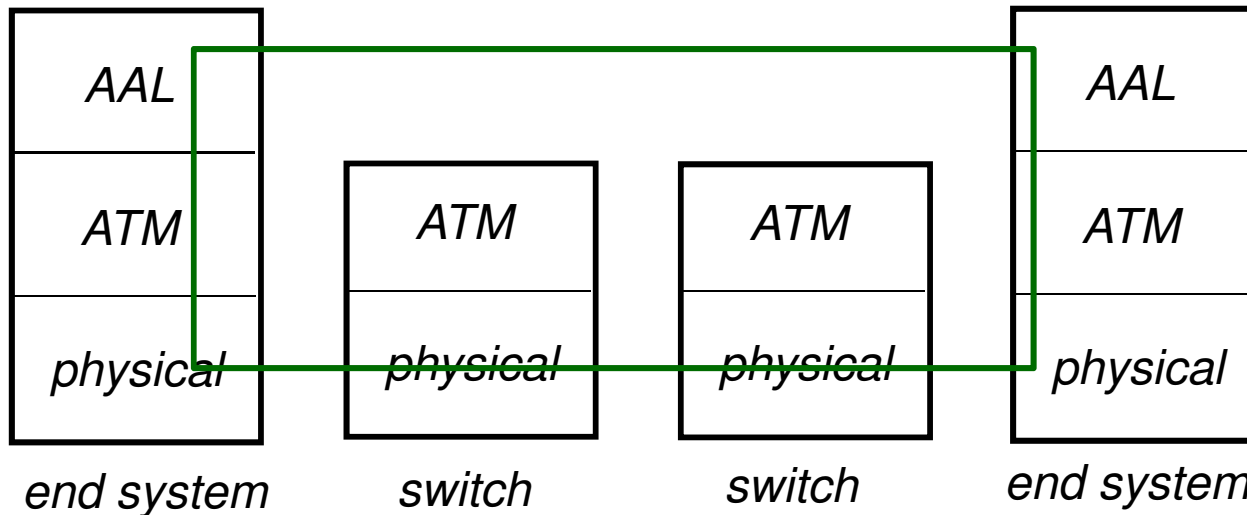 AAL
ATM
physical
end system
ATM
physical
switch
ATM
physical
switch
AAL
ATM
physical
end system